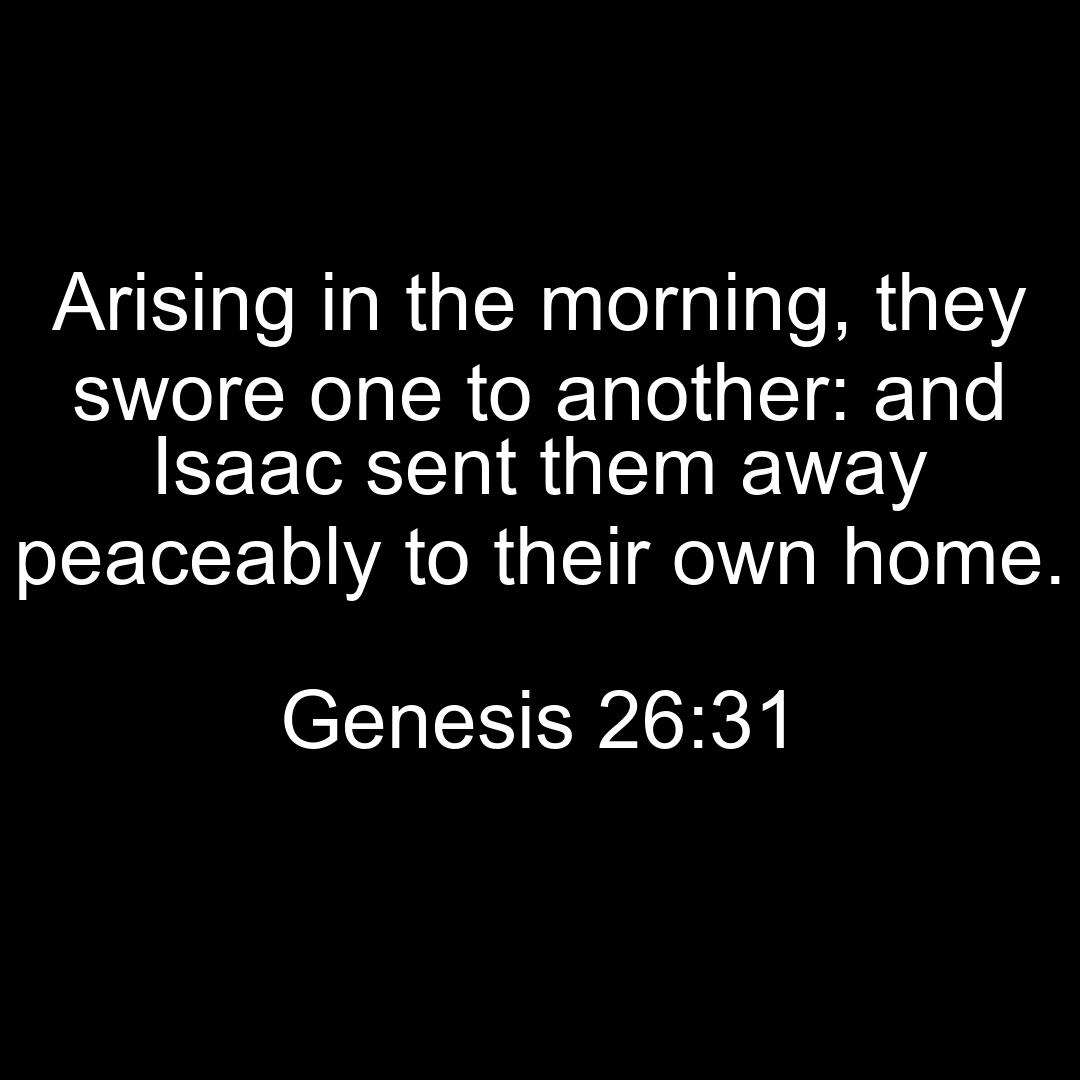 Arising in the morning, they
swore one to another: and
Isaac sent them away
peaceably to their own home.
Genesis 26:31